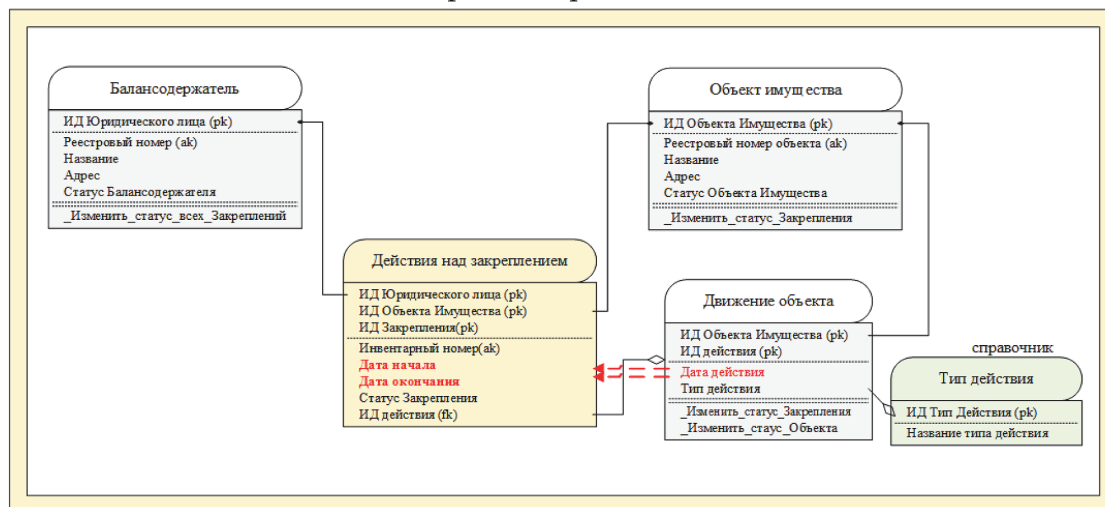 Балансодержатель
ИД Юридического лица (pk)
Реестровый номер (ak)
Название
Адрес
Статус Балансодержателя
_Изменить_статус_всех_Закреплений
Объект имущества
ИД Объекта Имущества (pk)
Реестровый номер объекта (ak)
Название
Адрес
Статус Объекта Имущества
_Изменить_статус_Закрепления
Действия над закреплением
ИД Юридического лица (pk)
ИД Объекта Имущества (pk)
ИД Закрепления(pk)
Инвентарный номер(ak)
Дата начала
Дата окончания
Статус Закрепления
ИД действия (fk)
Движение объекта
ИД Объекта Имущества (pk)
ИД действия (pk)
Дата действия
Тип действия
_Изменить_статус_Закрепления
_Изменить_стаус_Объекта
справочник
Тип действия
ИД Тип Действия (pk)
Название типа действия